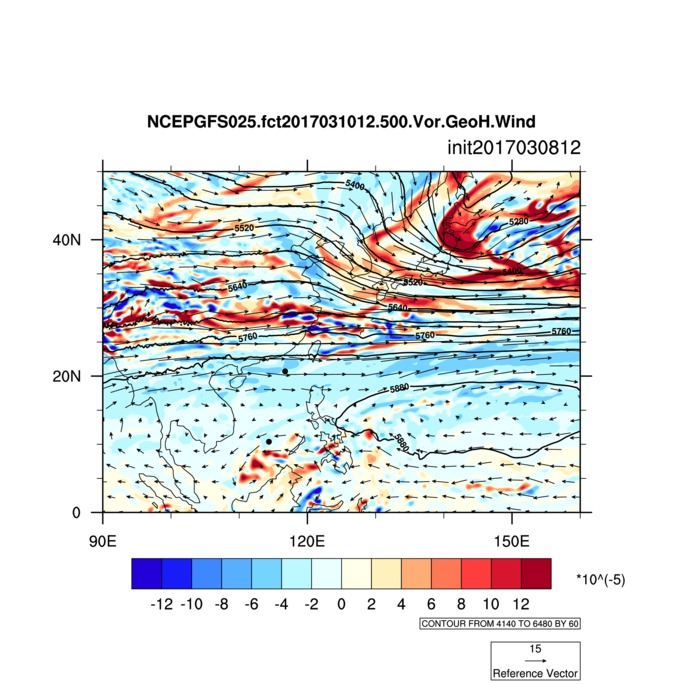 NCEPGFS025.fct2017031012.500.Vor.GeoH.Wind
init2017030812
5400
5280
5520
40N
5400
5520
5640
5640
5760
5760
5760
20N
5880
5880
0
90E 120E 150E
-12 -10 -8 -6 -4 -2 0 2 4 6 8 10 12 *10^(-5)
CONTOUR FROM 4140 TO 6480 BY 60
15
Reference Vector